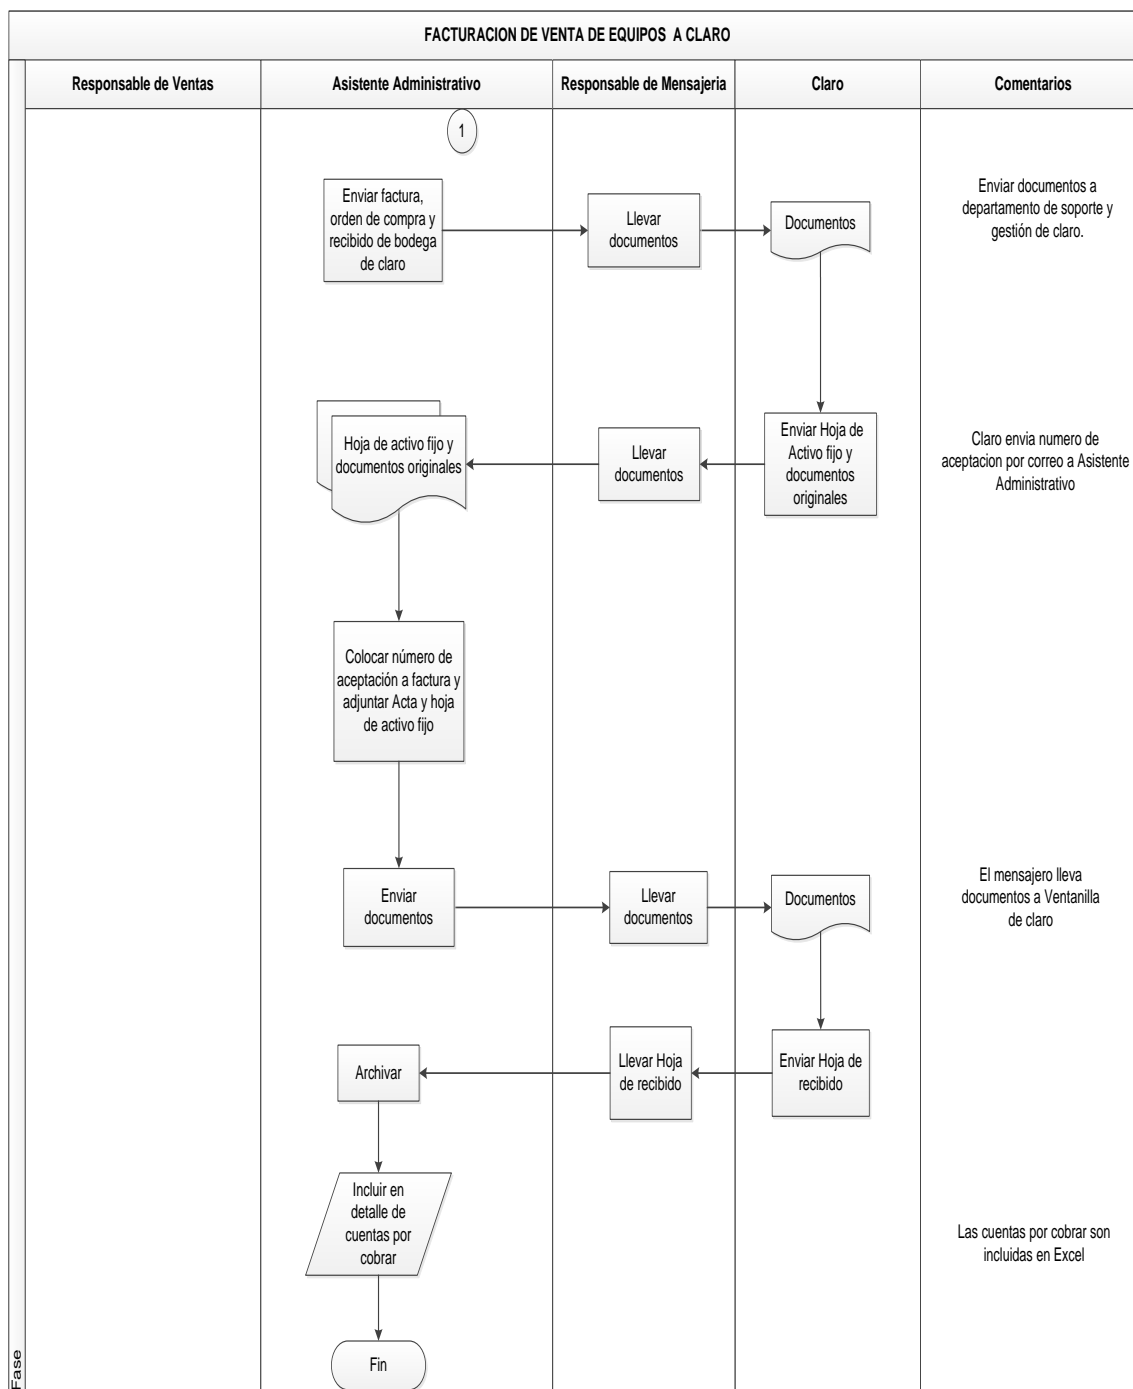 FACTURACION DE VENTA DE EQUIPOS A CLARO
Responsable de Ventas
Asistente Administrativo
Responsable de Mensajeria
Claro
Comentarios
1
Enviar factura,
orden de compra y
recibido de bodega
de claro
Llevar
documentos
Documentos
Enviar documentos a
departamento de soporte y
gestión de claro.
Hoja de activo fijo y
documentos originales
Llevar
documentos
Enviar Hoja de
Activo fijo y
documentos
originales
Claro envia numero de
aceptacion por correo a Asistente
Administrativo
Colocar número de
aceptación a factura y
adjuntar Acta y hoja
de activo fijo
Enviar
documentos
Llevar
documentos
Documentos
El mensajero lleva
documentos a Ventanilla
de claro
Archivar
Llevar Hoja
de recibido
Enviar Hoja de
recibido
Incluir en
detalle de
cuentas por
cobrar
Las cuentas por cobrar son
incluidas en Excel
Fin
Fase